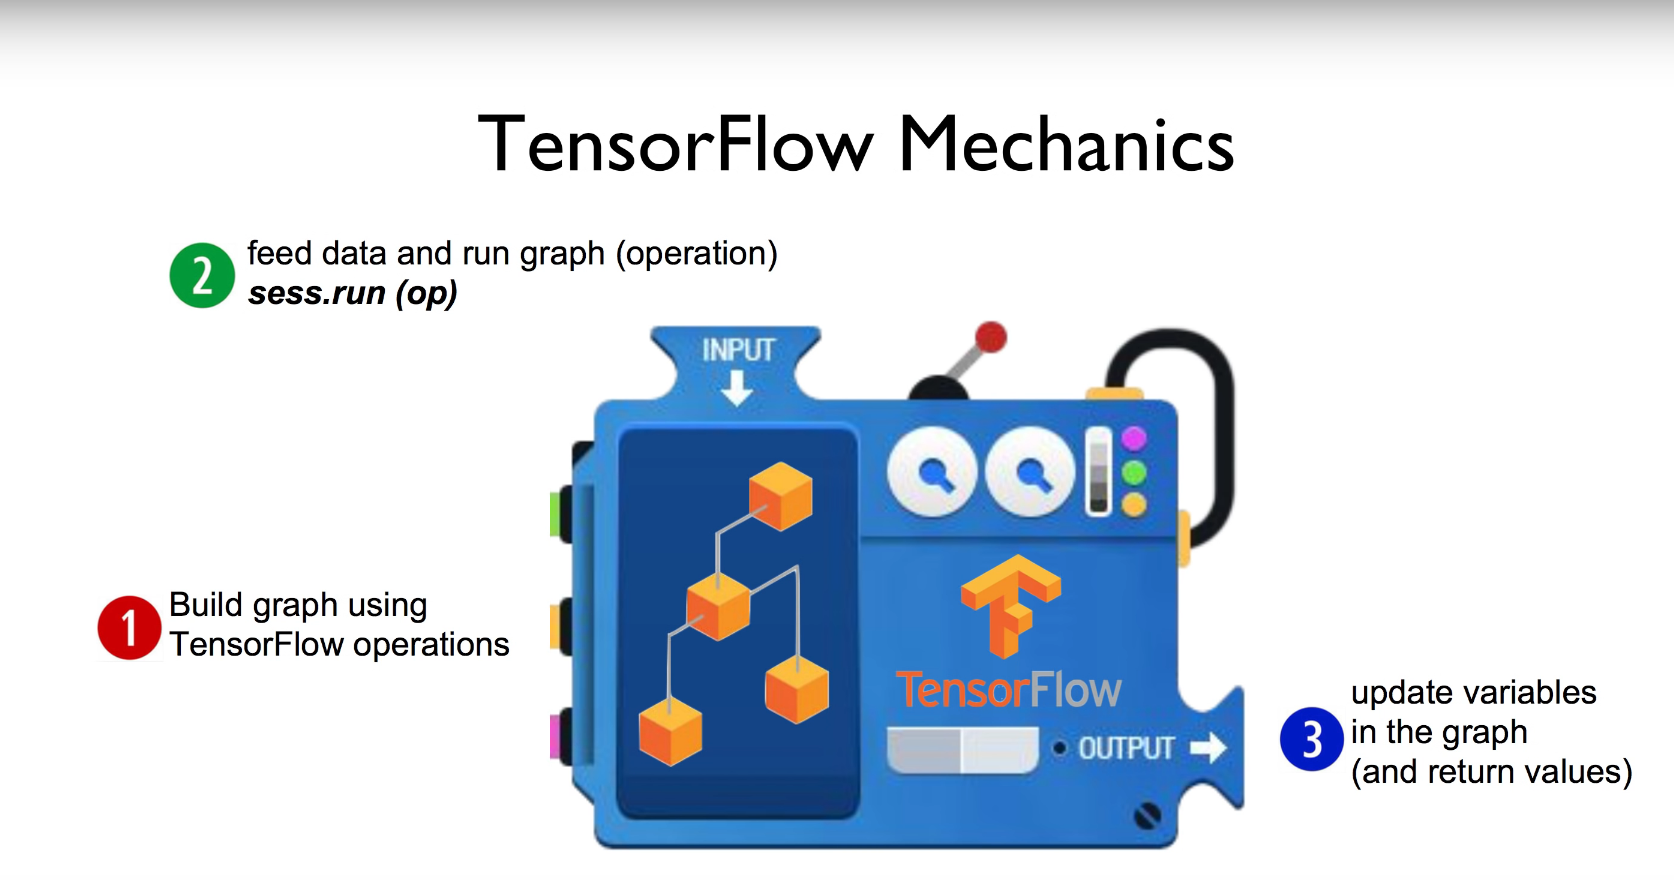 TensorFlow Mechanics
2
feed data and run graph (operation)
sess.run (op)
INPUT
1
Build graph using
TensorFlow operations
TensorFlow
OUTPUT
3
update variables
in the graph
(and return values)